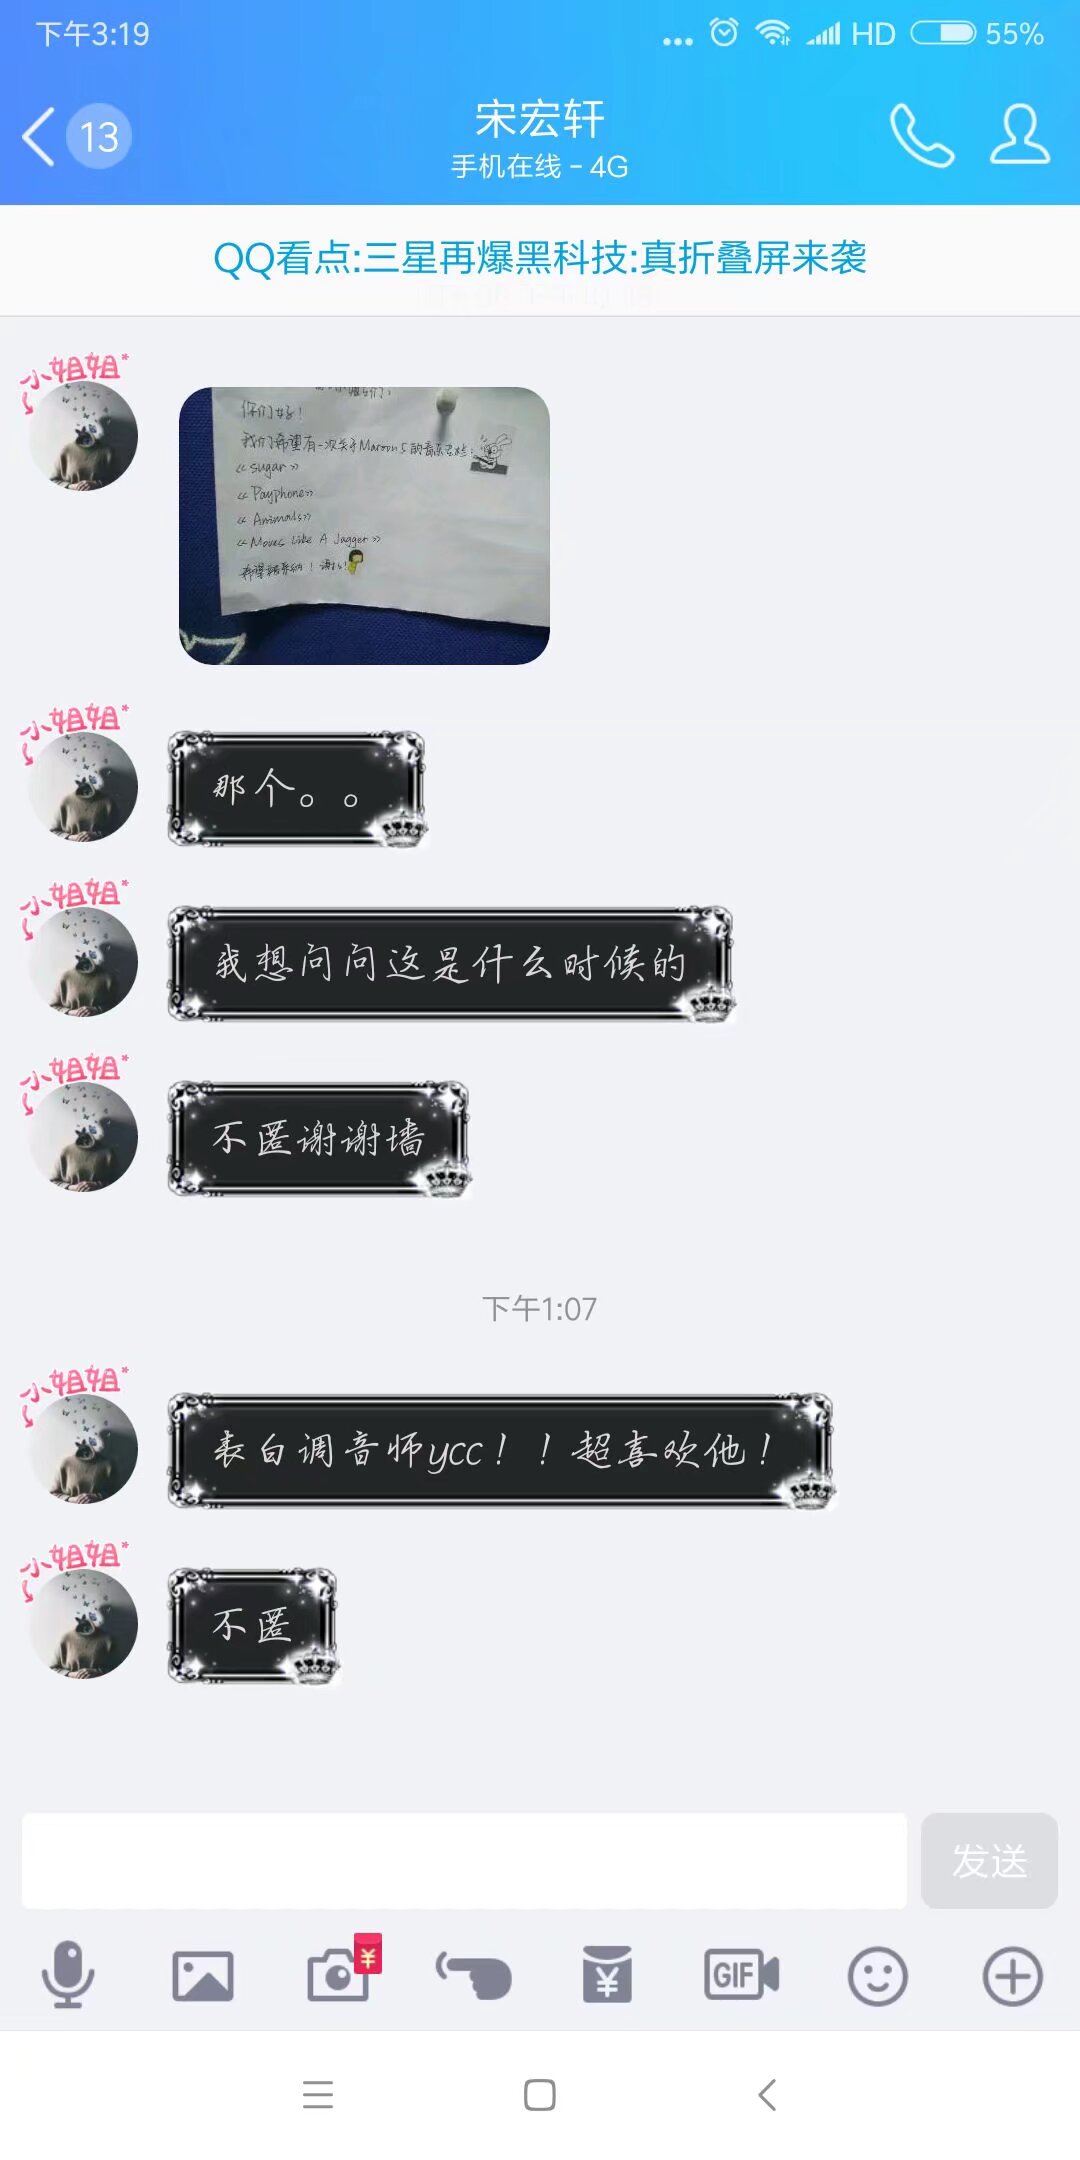 下午3:19
HD
55%
13
宋宏轩
手机在线 - 4G
QQ看点:三星再爆黑科技:真折叠屏来袭
小姐姐
你们好！
我们希望有一次关于Maroon 5的音乐
《sugar》
《Payphone》
《Animals》
《Moves Like A Jagger》
希望 ！谢谢！
小姐姐
那个。。
小姐姐
我想问问这是什么时候的
小姐姐
不匿谢谢墙
下午1:07
小姐姐
表白调音师ycc！！超喜欢他！
小姐姐
不匿
发送
¥
¥
GIF